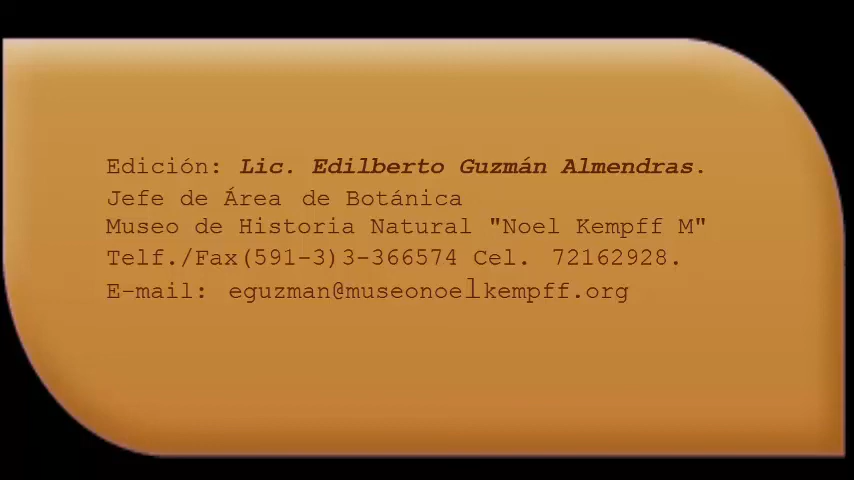 Edición: Lic. Edilberto Guzmán Almendras.
Jefe de Área de Botánica
Museo de Historia Natural "Noel Kempff M"
Telf./Fax(591-3)3-366574 Cel. 72162928.
E-mail: eguzman@museonoelkempff.org